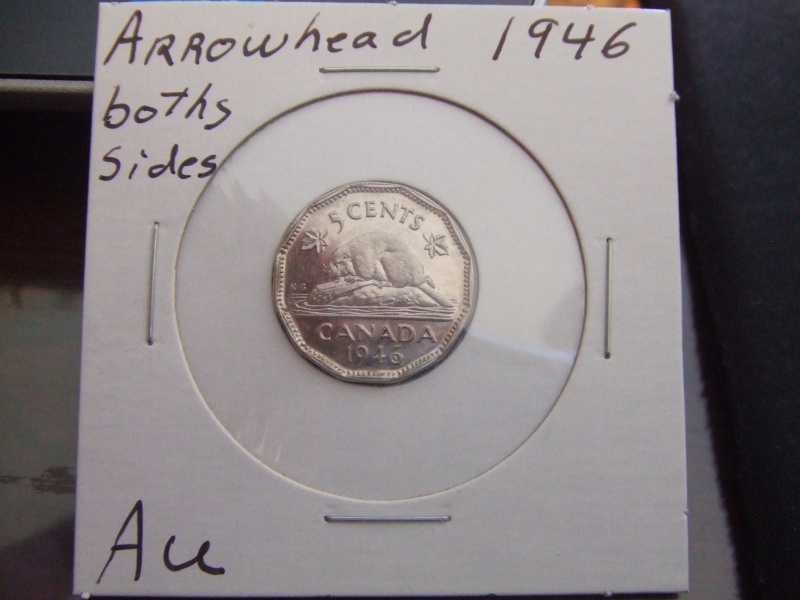 ARROWhead 1946
boths
sides
5 CENTS
K·G
CANADA
1946
Au